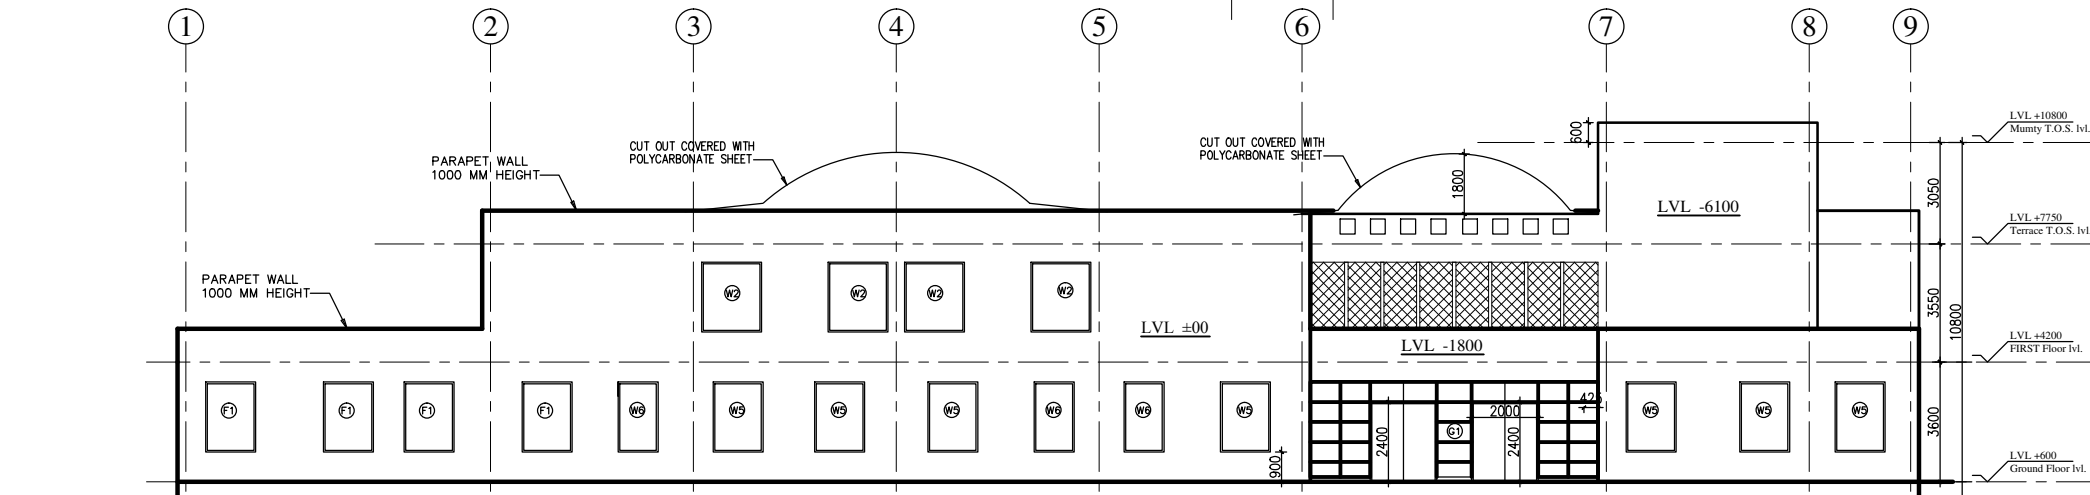 1 2 3 4 5 6 7 8 9
LVL +10800
Mumty T.O.S. lvl.
600
CUT OUT COVERED WITH
POLYCARBONATE SHEET
CUT OUT COVERED WITH
POLYCARBONATE SHEET
PARAPET WALL
1000 MM HEIGHT
1800
3050
LVL -6100
LVL +7750
Terrace T.O.S. lvl.
PARAPET WALL
1000 MM HEIGHT
W2 W2 W2 W2
3550
10800
LVL ±00
LVL -1800
LVL +4200
FIRST Floor lvl.
F1 F1 F1 F1 W6 W5 W5 W5 W6 W6 W5
425
2000
W5 W5 W5
G1
2400
2400
3600
900
LVL +600
Ground Floor lvl.